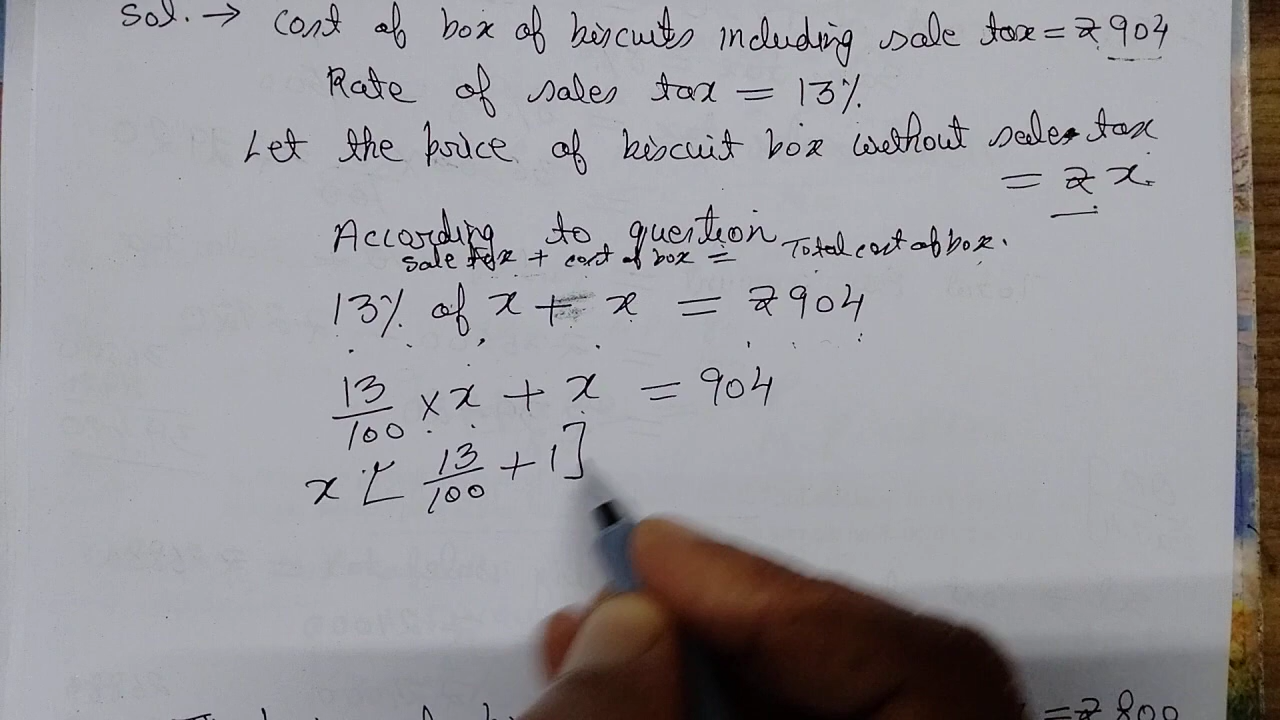 Sol. → Cost of box of biscuits including sale tax = ₹ 904
Rate of sales tax = 13%
Let the price of biscuit box without sales tax
= ₹ x.
According to question
sale tax + cost of box = Total cost of box.
13% of x + x = ₹ 904
13/100 × x + x = 904
x [ 13/100 + 1 ]
= ₹ 800